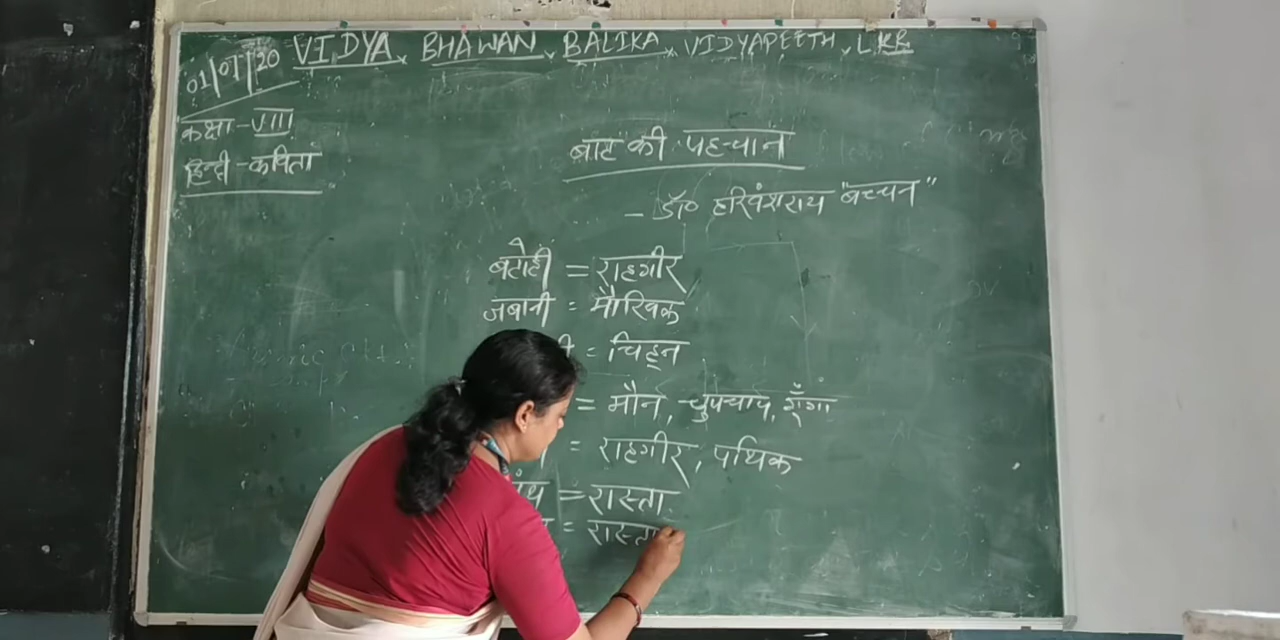 01/07/20 VIDYA BHAWAN BALIKA VIDYAPEETH, LKR
कक्षा - VIII
हिन्दी - कविता
बाट की पहचान
- डॉ० हरिवंशराय "बच्चन"
बटोही = राहगीर
जबानी = मौखिक
= चिह्न
= मौन, चुपचाप, गूँगा
= राहगीर, पथिक
पंथ = रास्ता
= रास्ता